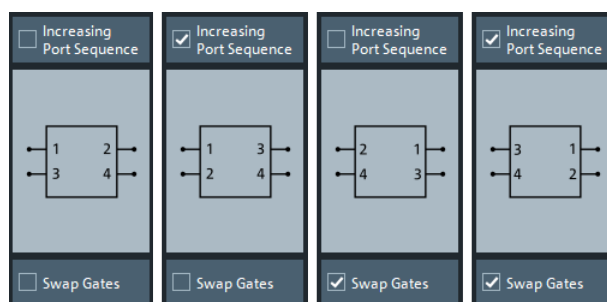 Increasing
Port Sequence
1 2
3 4
Swap Gates
Increasing
Port Sequence
1 3
2 4
Swap Gates
Increasing
Port Sequence
2 1
4 3
Swap Gates
Increasing
Port Sequence
3 1
4 2
Swap Gates